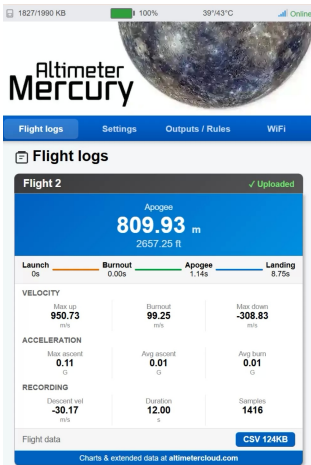 1827/1990 KB 100% 39°/43°C Online
Altimeter
Mercury
Flight logs Settings Outputs / Rules WiFi
Flight logs
Flight 2 ✓ Uploaded
Apogee
809.93 m
2657.25 ft
Launch Burnout Apogee Landing
0s 0.00s 1.14s 8.75s
VELOCITY
Max up Burnout Max down
950.73 99.25 -308.83
m/s m/s m/s
ACCELERATION
Max ascent Avg ascent Avg burn
0.11 0.01 0.01
G G G
RECORDING
Descent vel Duration Samples
-30.17 12.00 1416
m/s s
Flight data CSV 124KB
Charts & extended data at altimetercloud.com